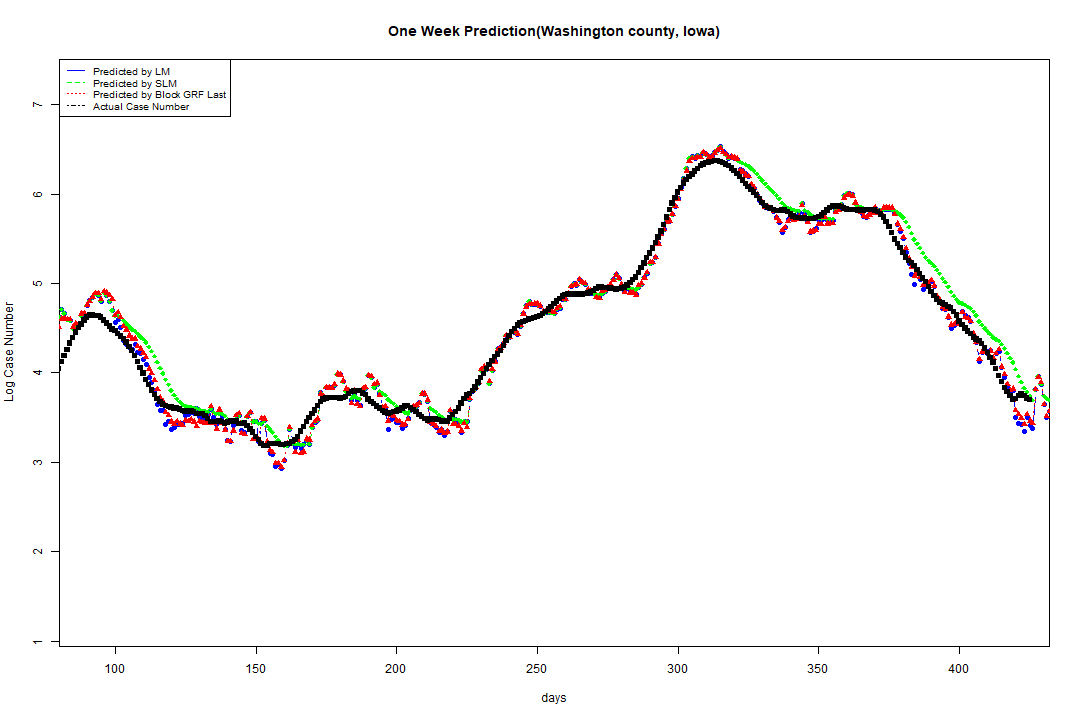 One Week Prediction(Washington county, Iowa)
Predicted by LM
Predicted by SLM
Predicted by Block GRF Last
Actual Case Number
7
6
5
4
3
2
1
Log Case Number
100 150 200 250 300 350 400
days